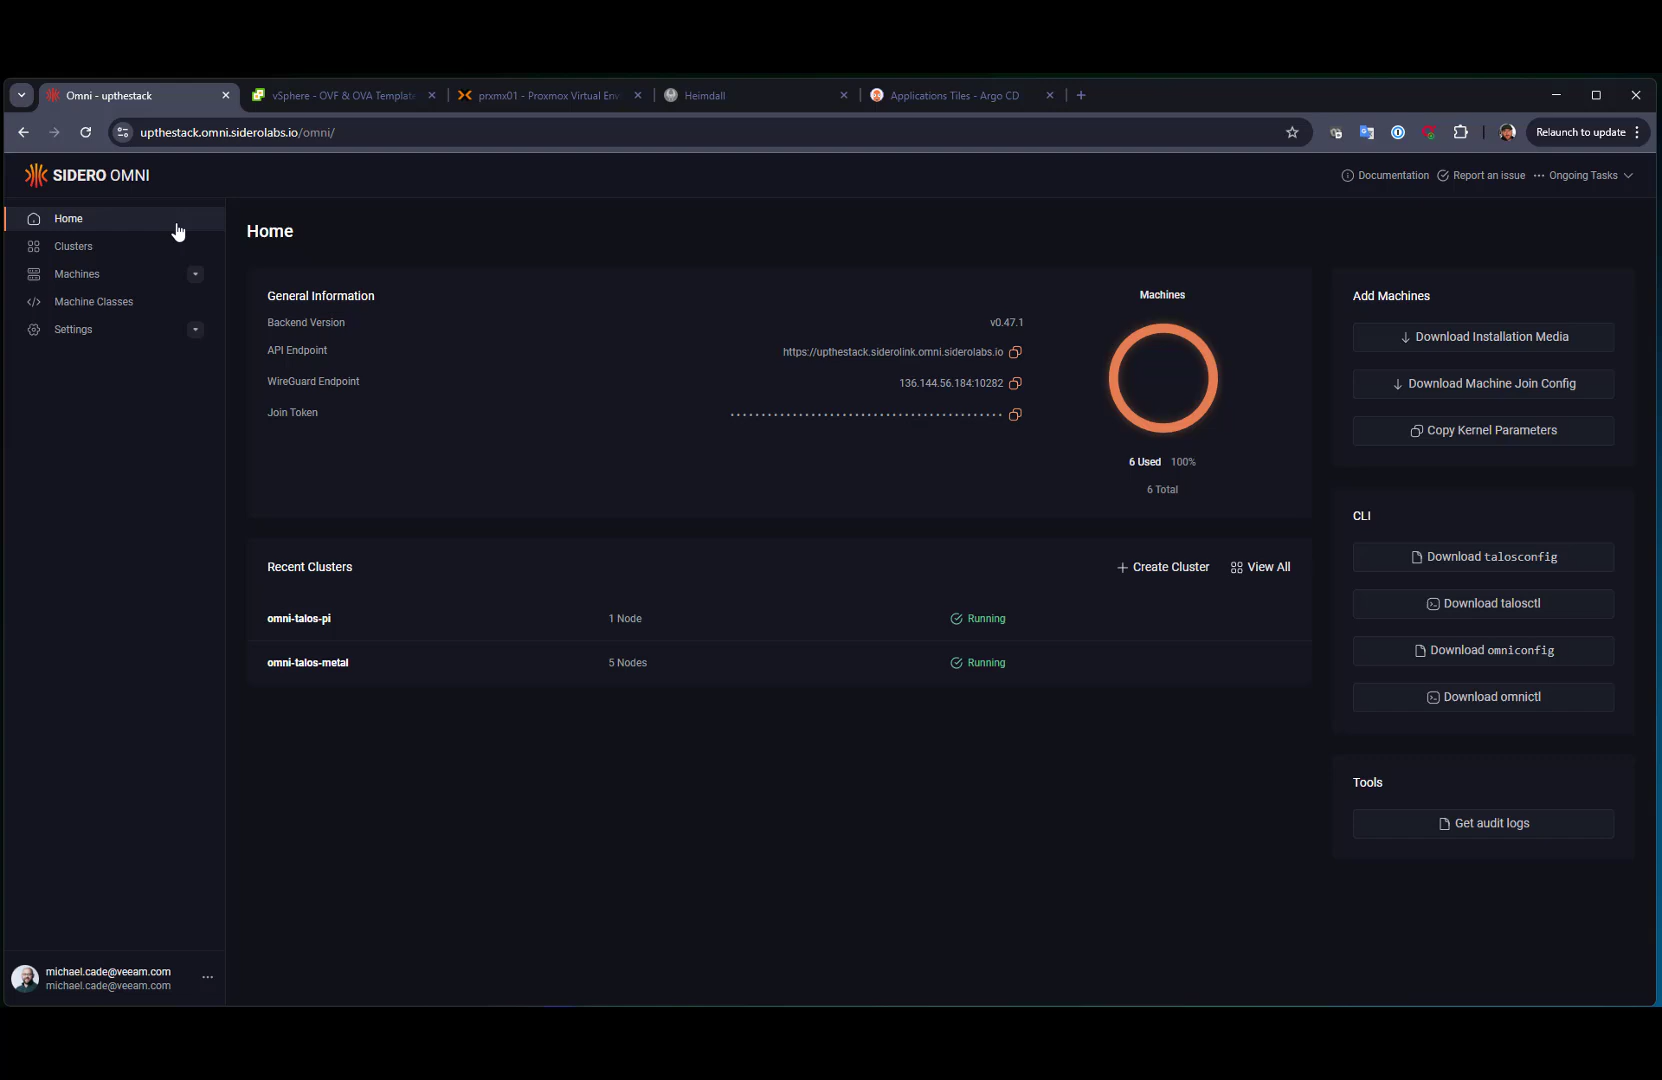 Omni - upthestack
vSphere - OVF & OVA Template
prxmx01 - Proxmox Virtual Env
Heimdall
Applications Tiles - Argo CD
upthestack.omni.siderolabs.io/omni/
Relaunch to update
SIDERO OMNI
Documentation
Report an issue
Ongoing Tasks
Home
Clusters
Machines
Machine Classes
Settings
Home
General Information
Backend Version v0.47.1
API Endpoint https://upthestack.siderolink.omni.siderolabs.io
WireGuard Endpoint 136.144.56.184:10282
Join Token ••••••••••••••••••••••••••••••••••••••••••••
Machines
6 Used 100%
6 Total
Recent Clusters
Create Cluster
View All
omni-talos-pi 1 Node Running
omni-talos-metal 5 Nodes Running
Add Machines
Download Installation Media
Download Machine Join Config
Copy Kernel Parameters
CLI
Download talosconfig
Download talosctl
Download omniconfig
Download omnictl
Tools
Get audit logs
michael.cade@veeam.com
michael.cade@veeam.com